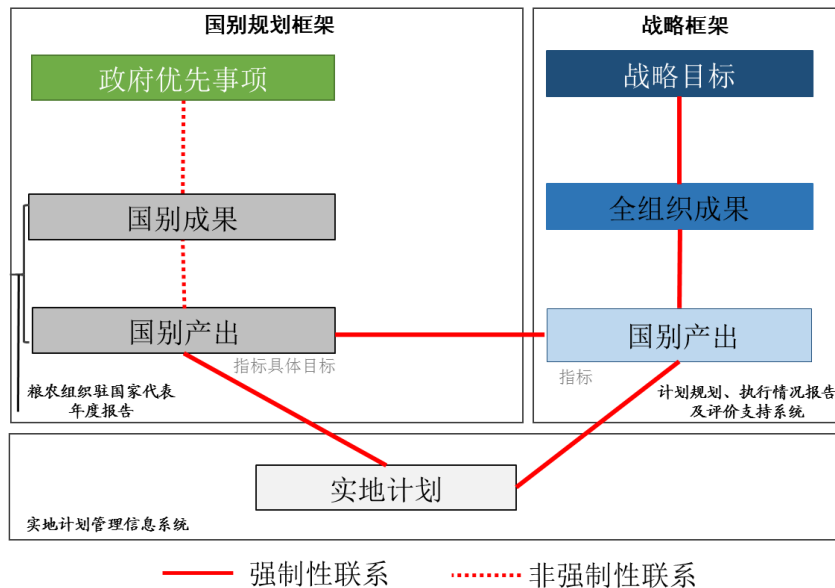 国别规划框架
战略框架
政府优先事项
战略目标
国别成果
全组织成果
国别产出
国别产出
指标具体目标
指标
粮农组织驻国家代表
年度报告
计划规划、执行情况报告
及评价支持系统
实地计划
实地计划管理信息系统
强制性联系
非强制性联系